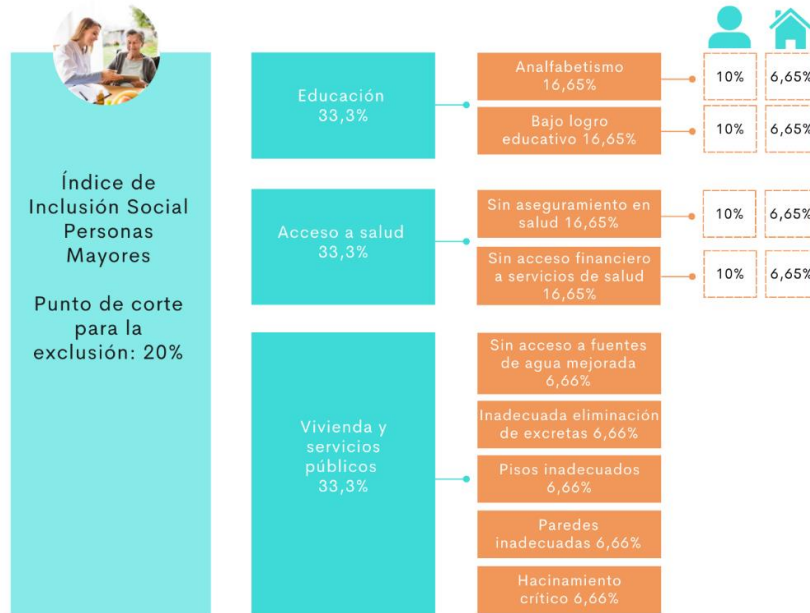 Índice de
Inclusión Social
Personas
Mayores
Punto de corte
para la
exclusión: 20%
Educación
33,3%
Analfabetismo
16,65%
10%
6,65%
Bajo logro
educativo 16,65%
10%
6,65%
Acceso a salud
33,3%
Sin aseguramiento en
salud 16,65%
10%
6,65%
Sin acceso financiero
a servicios de salud
16,65%
10%
6,65%
Vivienda y
servicios
públicos
33,3%
Sin acceso a fuentes
de agua mejorada
6,66%
Inadecuada eliminación
de excretas 6,66%
Pisos inadecuados
6,66%
Paredes
inadecuadas 6,66%
Hacinamiento
crítico 6,66%